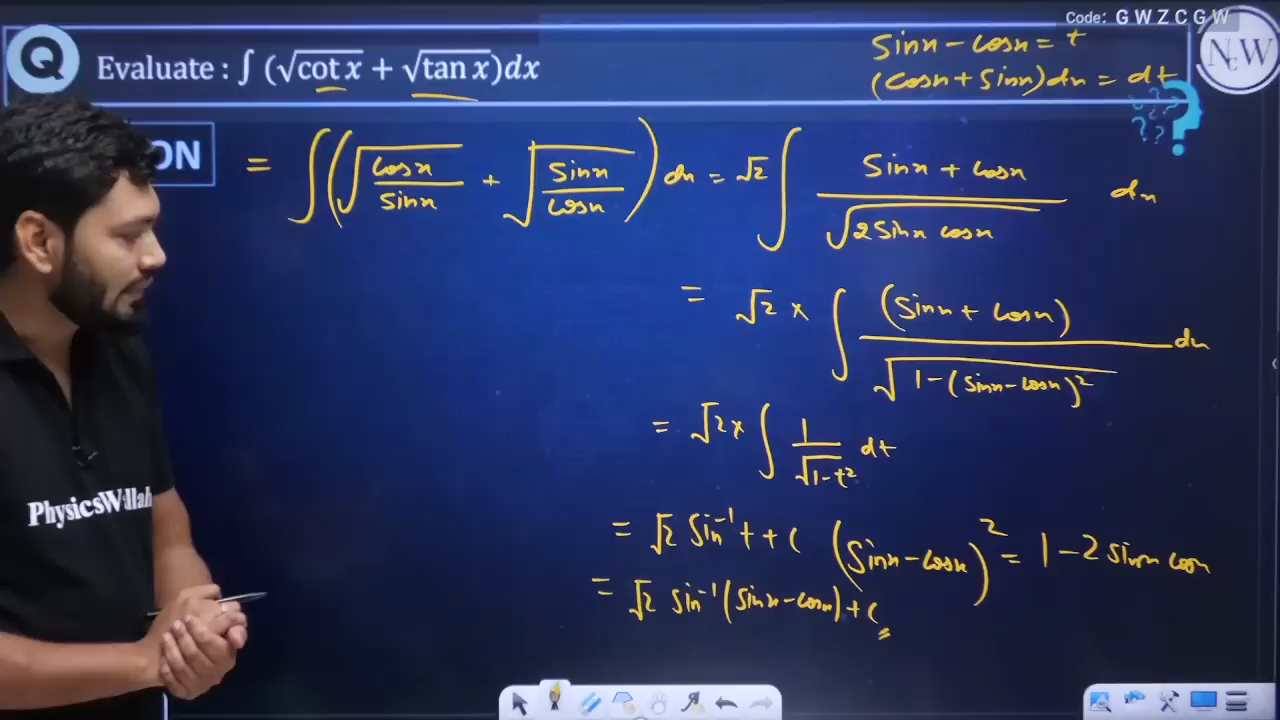 Code: G W Z C G W
Q
Evaluate : ∫ (√cot x + √tan x)dx
sinx - cosx = t
(cosx + sinx)dx = dt
NCW
ON
= ∫(√(cosx/sinx) + √(sinx/cosx)) dx = √2 ∫ (sinx + cosx)/√(2sinx cosx) dx
= √2 × ∫ (sinx + cosx)/√(1-(sinx-cosx)²) dx
= √2 × ∫ 1/√(1-t²) dt
= √2 sin⁻¹t + c
(sinx - cosx)² = 1 - 2 sinx cosx
= √2 sin⁻¹(sinx - cosx) + c
PhysicsWallah